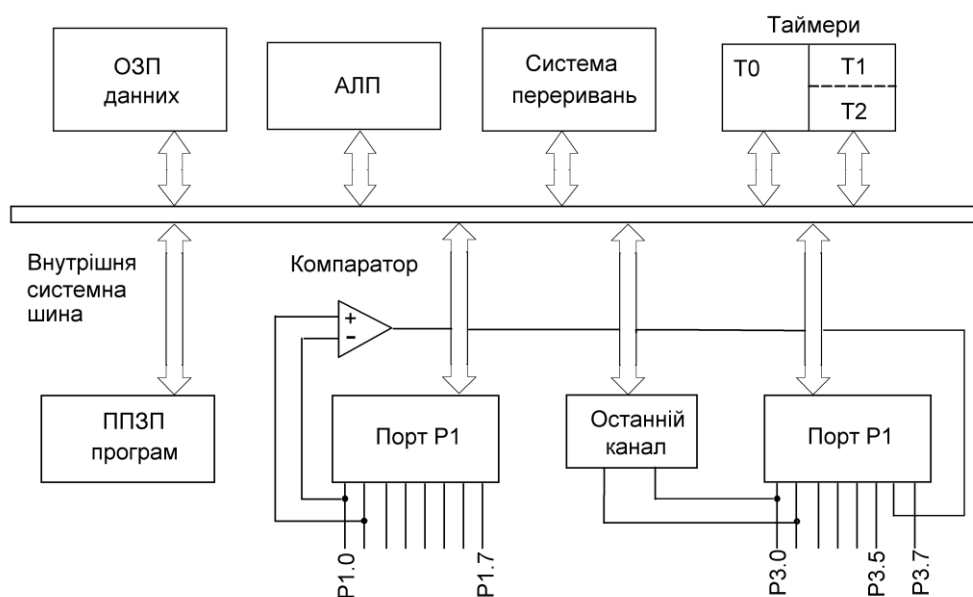 Таймери
ОЗП
данних
АЛП
Система
переривань
T0
T1
T2
Внутрішня
системна
шина
Компаратор
+
-
ППЗП
програм
Порт P1
Останній
канал
Порт P1
P1.0
P1.7
P3.0
P3.5
P3.7